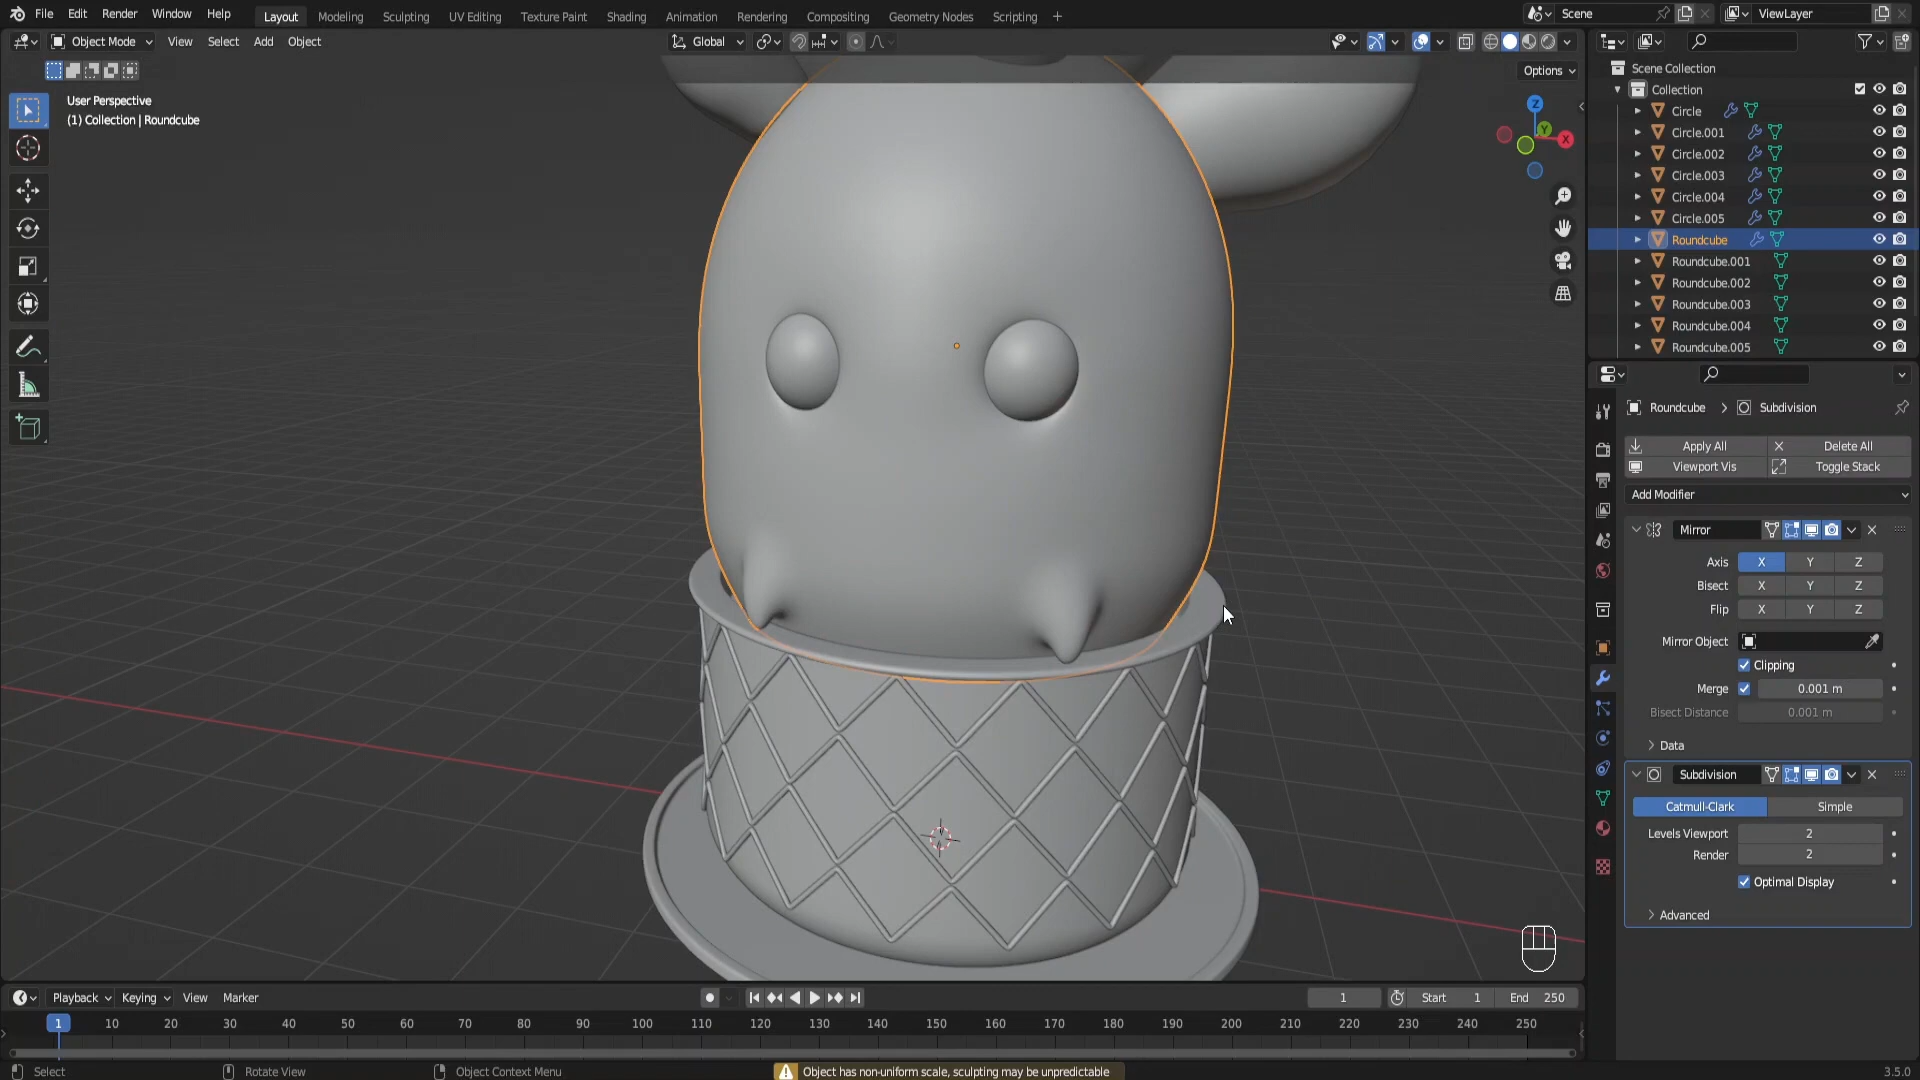 File Edit Render Window Help
Layout Modeling Sculpting UV Editing Texture Paint Shading Animation Rendering Compositing Geometry Nodes Scripting +
Scene
ViewLayer
Object Mode View Select Add Object
Global
Options
User Perspective
(1) Collection | Roundcube
Z
Y
X
Scene Collection
Collection
Circle
Circle.001
Circle.002
Circle.003
Circle.004
Circle.005
Roundcube
Roundcube.001
Roundcube.002
Roundcube.003
Roundcube.004
Roundcube.005
Roundcube > Subdivision
Apply All Delete All
Viewport Vis Toggle Stack
Add Modifier
Mirror
Axis X Y Z
Bisect X Y Z
Flip X Y Z
Mirror Object
Clipping
Merge 0.001 m
Bisect Distance 0.001 m
Data
Subdivision
Catmull-Clark Simple
Levels Viewport 2
Render 2
Optimal Display
Advanced
Playback Keying View Marker
1 Start 1 End 250
1 10 20 30 40 50 60 70 80 90 100 110 120 130 140 150 160 170 180 190 200 210 220 230 240 250
Select Rotate View Object Context Menu Object has non-uniform scale, sculpting may be unpredictable 3.5.0